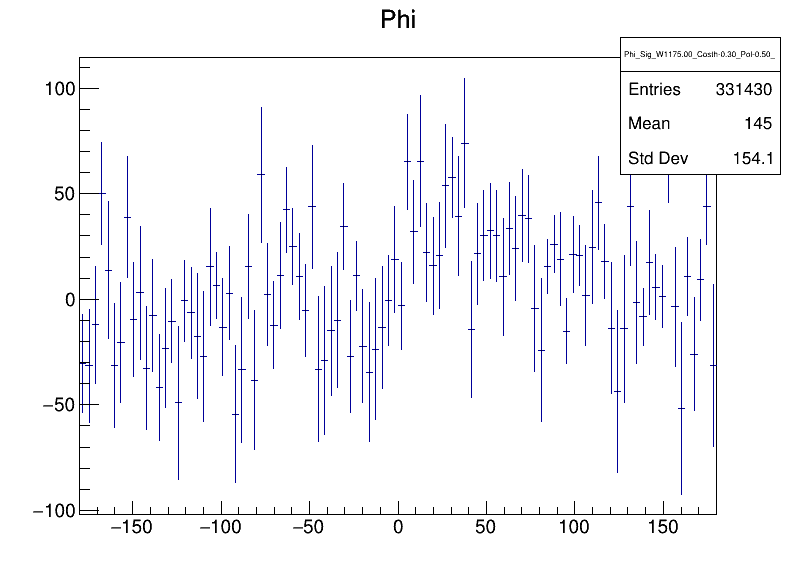 Phi
Phi_Sig_W1175.00_Costh-0.30_Pol-0.50_
Entries 331430
Mean 145
Std Dev 154.1
100
50
0
−50
−100
−150 −100 −50 0 50 100 150